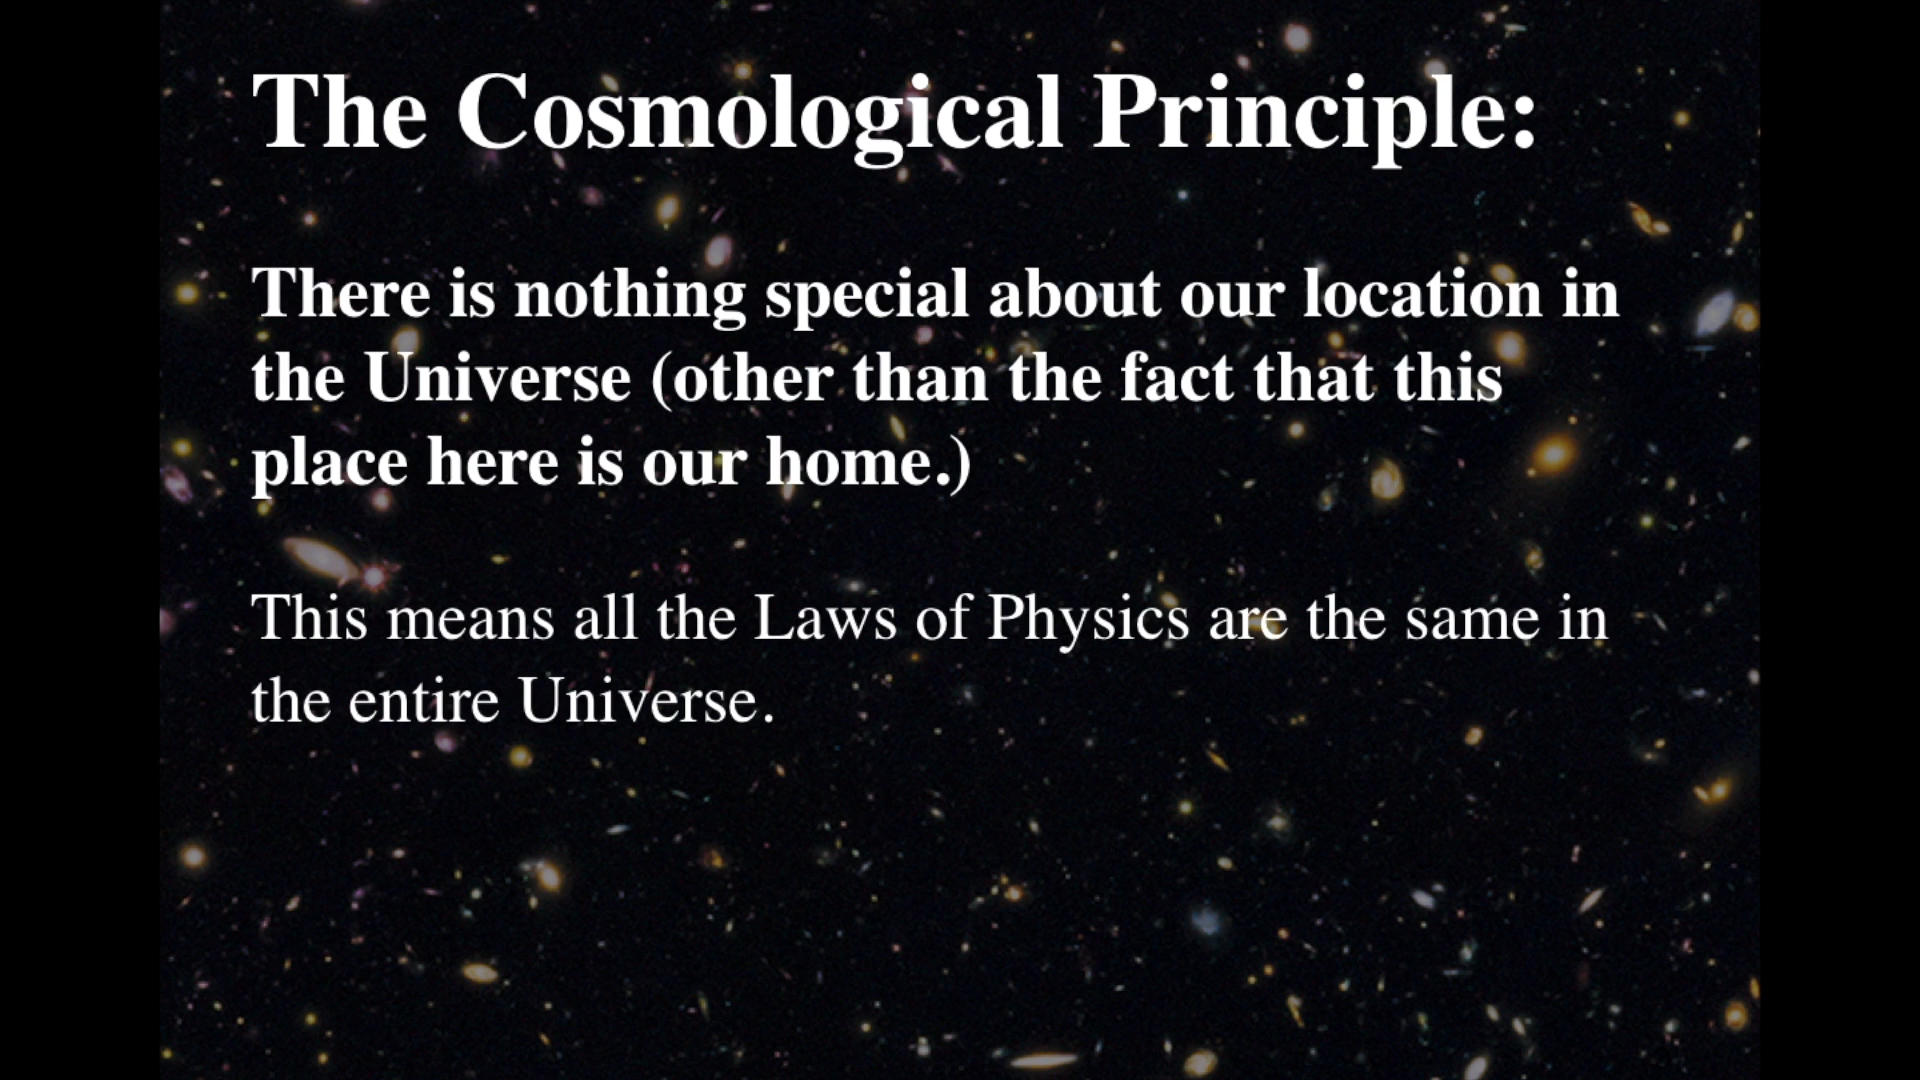 The Cosmological Principle:
There is nothing special about our location in
the Universe (other than the fact that this
place here is our home.)
This means all the Laws of Physics are the same in
the entire Universe.